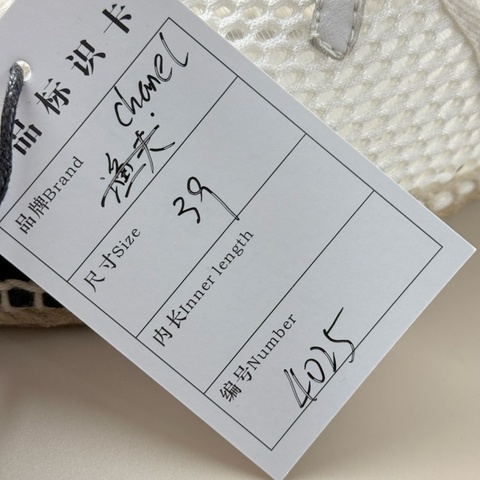 品标识卡
品牌Brand chanel.
渔夫
尺寸Size 39
内长Inner length
编号Number 4025